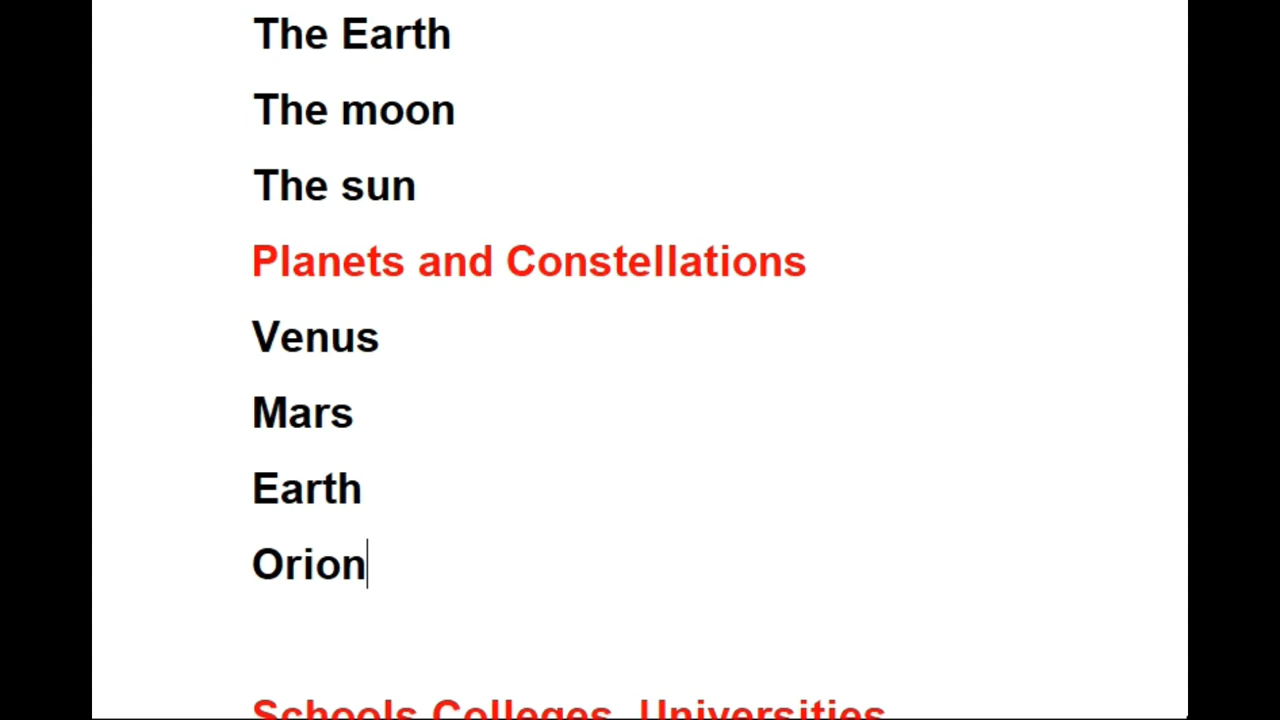 The Earth
The moon
The sun
Planets and Constellations
Venus
Mars
Earth
Orion
Schools Colleges, Universities